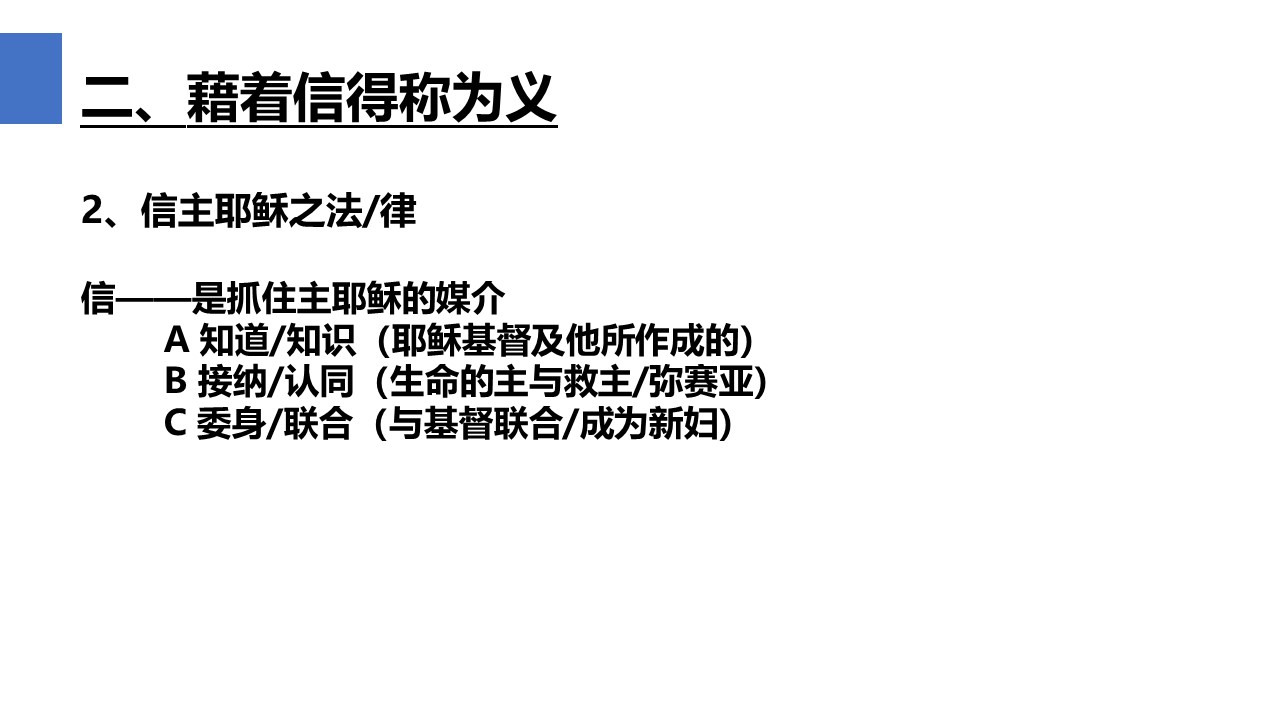 二、藉着信得称为义
2、信主耶稣之法/律
信——是抓住主耶稣的媒介
A 知道/知识（耶稣基督及他所作成的）
B 接纳/认同（生命的主与救主/弥赛亚）
C 委身/联合（与基督联合/成为新妇）